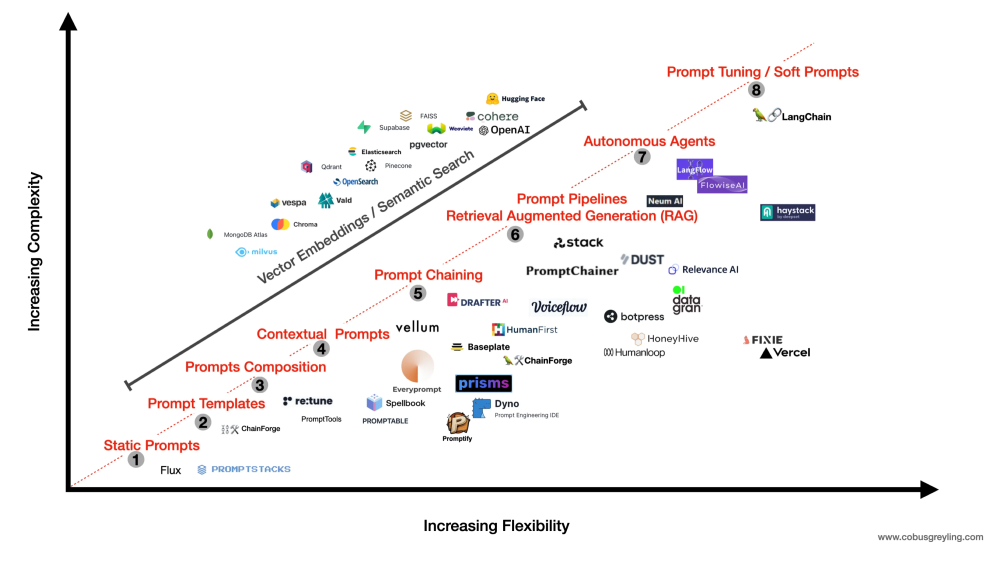 Increasing Complexity
Prompt Tuning / Soft Prompts
8
LangChain
Autonomous Agents
7
LangFlow
FlowiseAI
Prompt Pipelines
Retrieval Augmented Generation (RAG)
6
Neum AI
haystack
by deepset
Hugging Face
FAISS
cohere
Supabase
Weaviate
OpenAI
pgvector
Elasticsearch
Qdrant
Pinecone
OpenSearch
vespa
Vald
Chroma
MongoDB Atlas
milvus
Vector Embeddings / Semantic Search
stack
DUST
PromptChainer
Relevance AI
Prompt Chaining
5
DRAFTER AI
Voiceflow
data
gran
botpress
Contextual Prompts
4
vellum
HumanFirst
HoneyHive
FIXIE
Baseplate
Humanloop
Vercel
ChainForge
Prompts Composition
3
Everyprompt
prisms
Prompt Templates
2
re:tune
Spellbook
Dyno
Prompt Engineering IDE
PromptTools
PROMPTABLE
ChainForge
Promptify
Static Prompts
1
Flux
PROMPTSTACKS
Increasing Flexibility
www.cobusgreyling.com